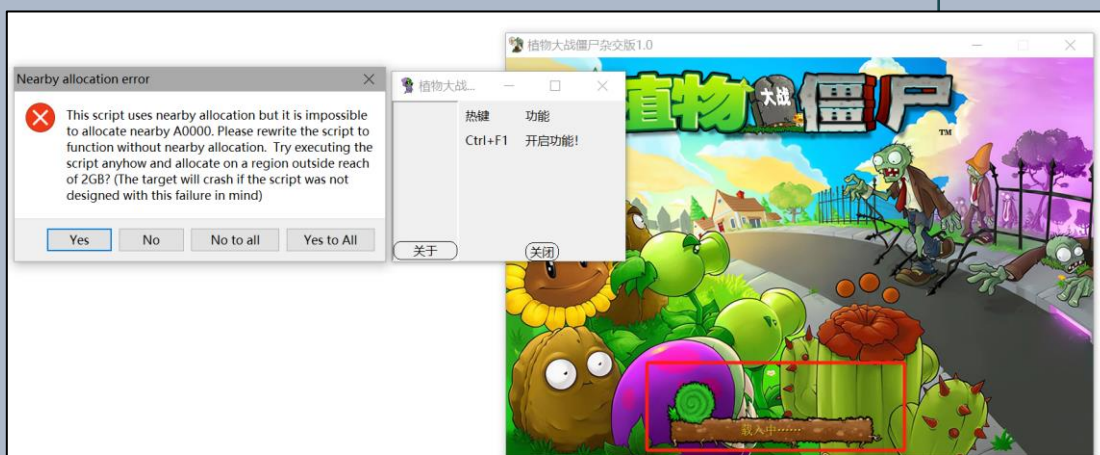 植物大战僵尸杂交版1.0
Nearby allocation error
This script uses nearby allocation but it is impossible
to allocate nearby A0000. Please rewrite the script to
function without nearby allocation.  Try executing the
script anyhow and allocate on a region outside reach
of 2GB? (The target will crash if the script was not
designed with this failure in mind)
Yes
No
No to all
Yes to All
植物大战...
热键 功能
Ctrl+F1 开启功能!
关于
关闭
植物大战僵尸
TM
载入中……